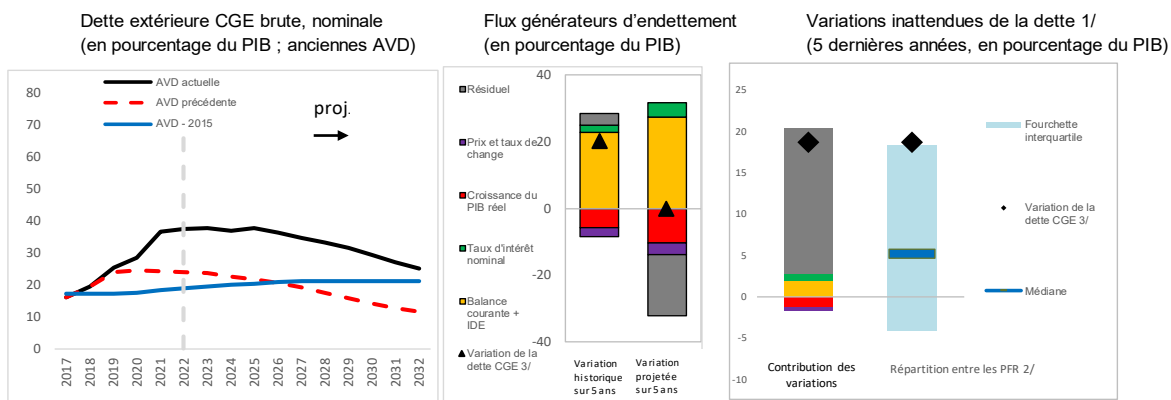 Dette extérieure CGE brute, nominale
(en pourcentage du PIB ; anciennes AVD)
80
70
60
50
40
30
20
10
0
AVD actuelle
AVD précédente
AVD - 2015
proj.
2017
2018
2019
2020
2021
2022
2023
2024
2025
2026
2027
2028
2029
2030
2031
2032
Flux générateurs d'endettement
(en pourcentage du PIB)
Résiduel
Prix et taux de
change
Croissance du
PIB réel
Taux d'intérêt
nominal
Balance
courante +
IDE
Variation de la
dette CGE 3/
40
20
0
-20
-40
Variation
historique
sur 5 ans
Variation
projetée
sur 5 ans
Variations inattendues de la dette 1/
(5 dernières années, en pourcentage du PIB)
25
20
15
10
5
0
-5
-10
Contribution des
variations
Répartition entre les PFR 2/
Fourchette
interquartile
Variation de la
dette CGE 3/
Médiane